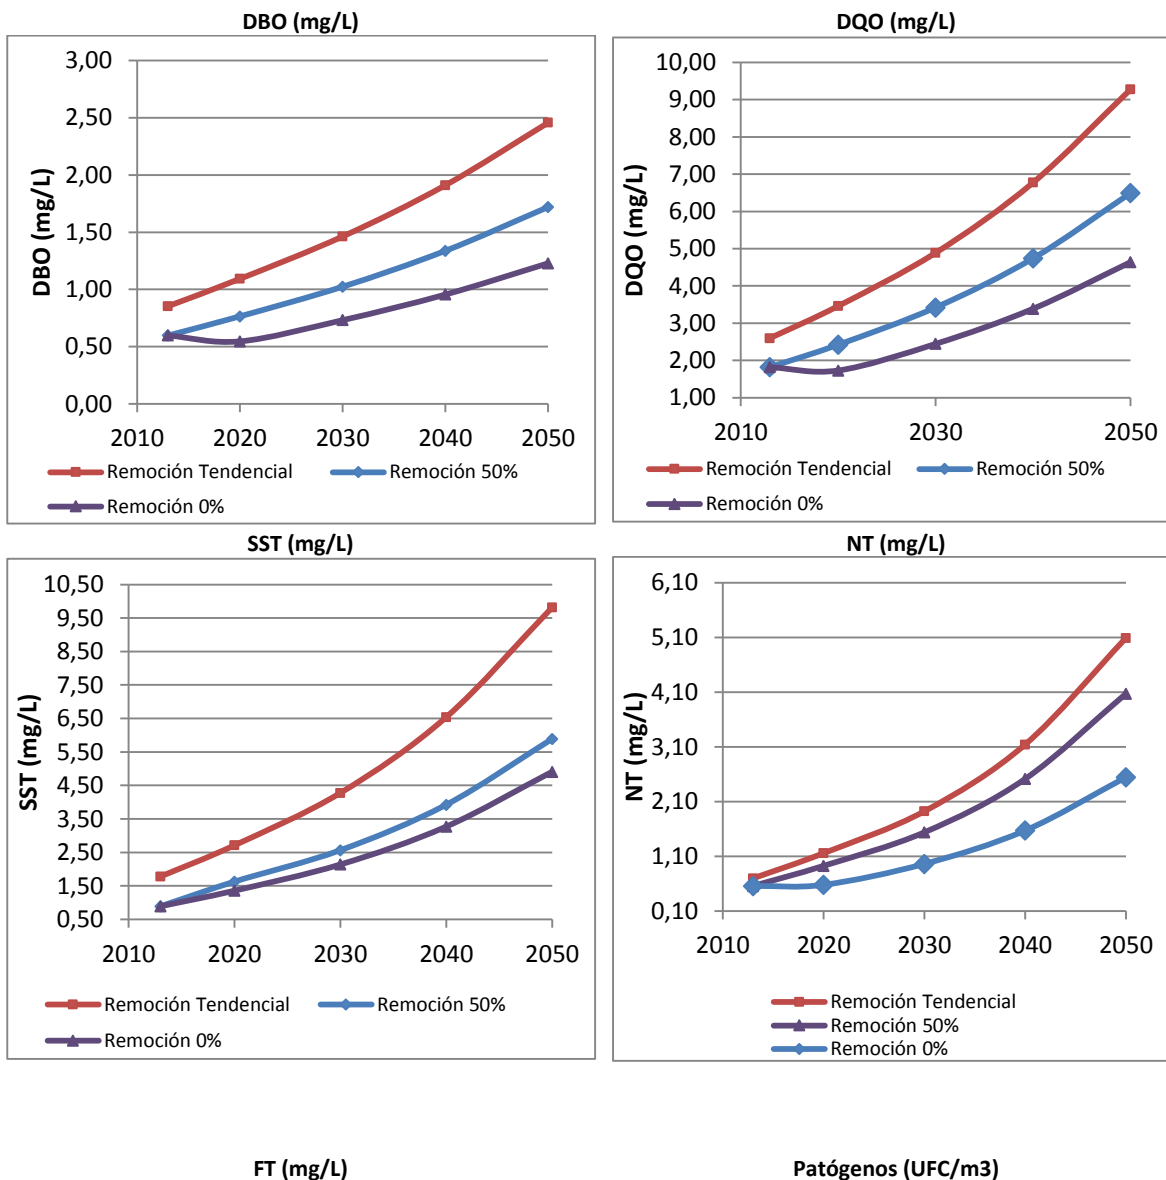 DBO (mg/L)
3,00
2,50
2,00
1,50
1,00
0,50
0,00
DBO (mg/L)
2010 2020 2030 2040 2050
Remoción Tendencial Remoción 50%
Remoción 0%
DQO (mg/L)
10,00
9,00
8,00
7,00
6,00
5,00
4,00
3,00
2,00
1,00
DQO (mg/L)
2010 2030 2050
Remoción Tendencial Remoción 50%
Remoción 0%
SST (mg/L)
10,50
9,50
8,50
7,50
6,50
5,50
4,50
3,50
2,50
1,50
0,50
SST (mg/L)
2010 2020 2030 2040 2050
Remoción Tendencial Remoción 50%
Remoción 0%
NT (mg/L)
6,10
5,10
4,10
3,10
2,10
1,10
0,10
NT (mg/L)
2010 2020 2030 2040 2050
Remoción Tendencial
Remoción 50%
Remoción 0%
FT (mg/L)
Patógenos (UFC/m3)